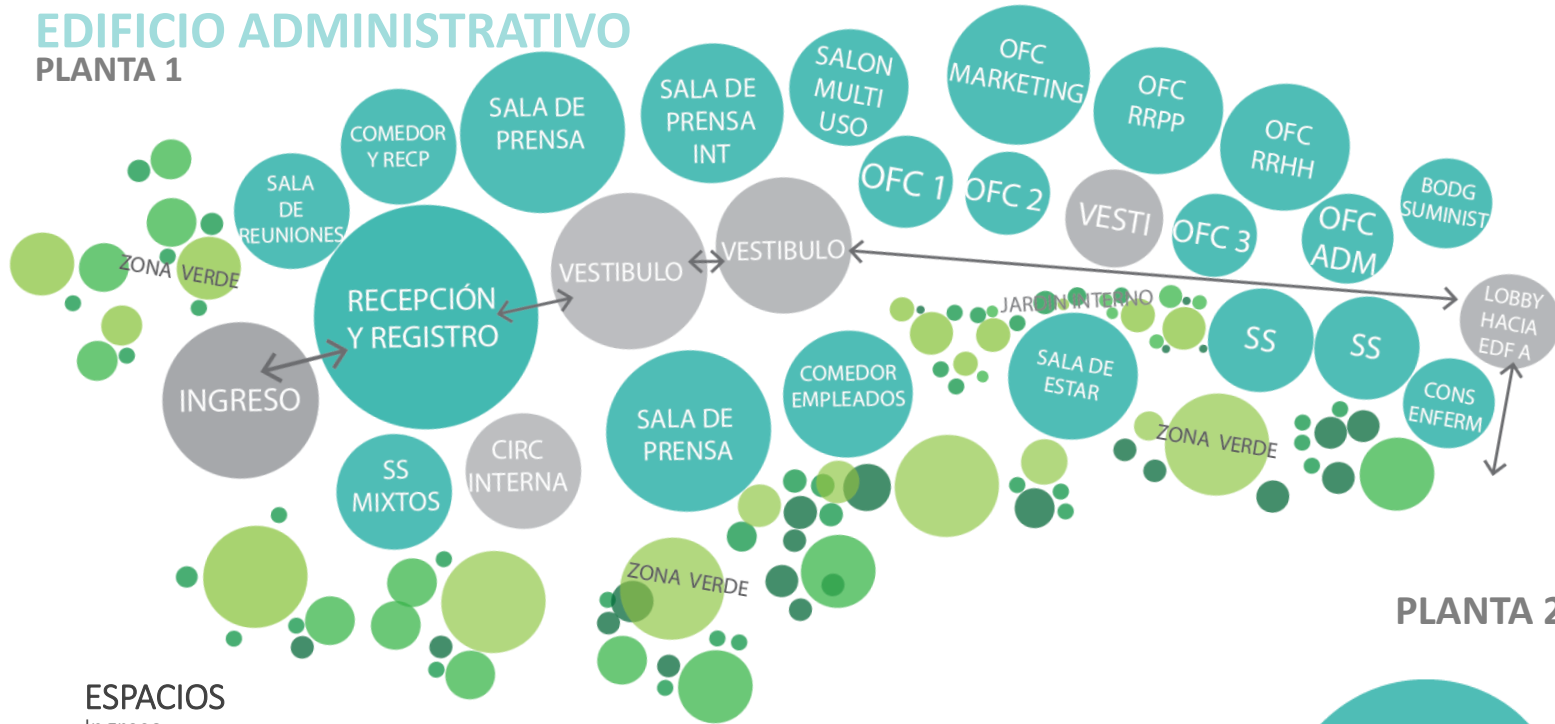 EDIFICIO ADMINISTRATIVO
PLANTA 1
SALA DE
PRENSA
SALA DE
PRENSA
INT
SALON
MULTI
USO
OFC
MARKETING
OFC
RRPP
OFC
RRHH
COMEDOR
Y RECP
SALA
DE
REUNIONES
OFC 1
OFC 2
VESTI
OFC 3
OFC
ADM
BODG
SUMINIST
ZONA VERDE
RECEPCIÓN
Y REGISTRO
VESTIBULO
VESTIBULO
JARDIN INTERNO
LOBBY
HACIA
EDF A
INGRESO
SALA DE
PRENSA
COMEDOR
EMPLEADOS
SALA DE
ESTAR
SS
SS
CONS
ENFERM
SS
MIXTOS
CIRC
INTERNA
ZONA VERDE
ZONA VERDE
PLANTA 2
ESPACIOS